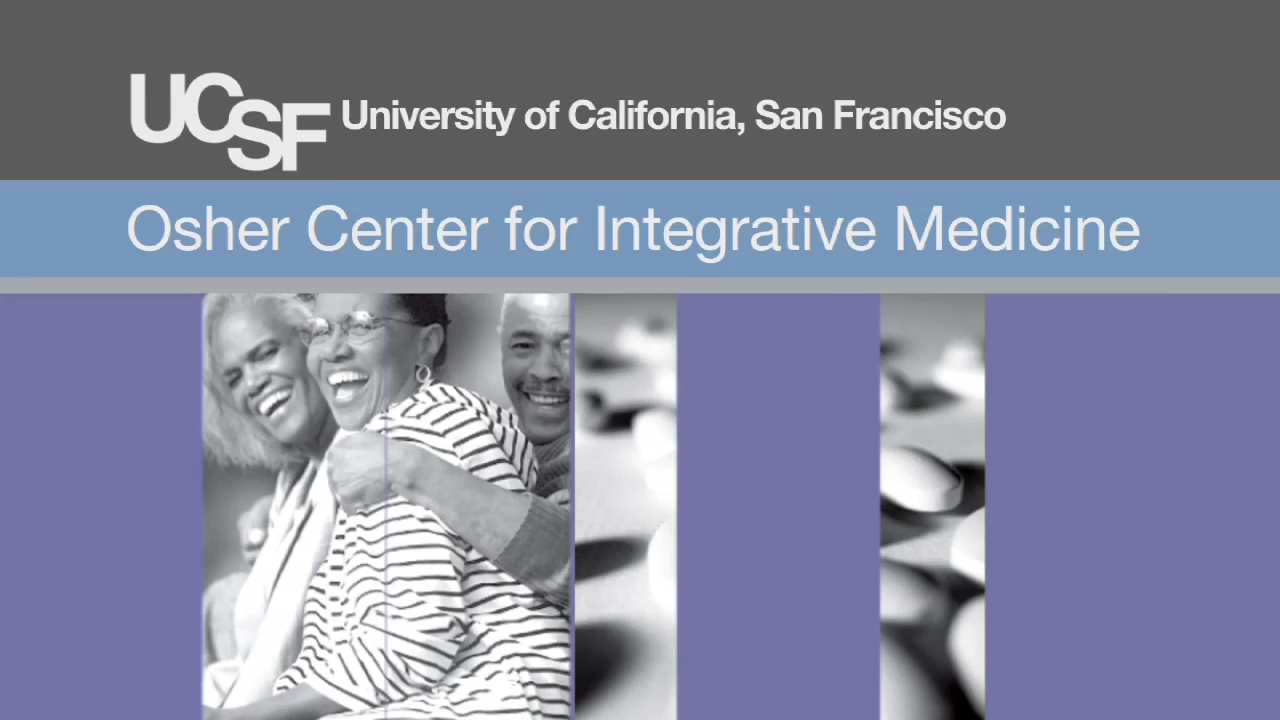 UCSF University of California, San Francisco
Osher Center for Integrative Medicine